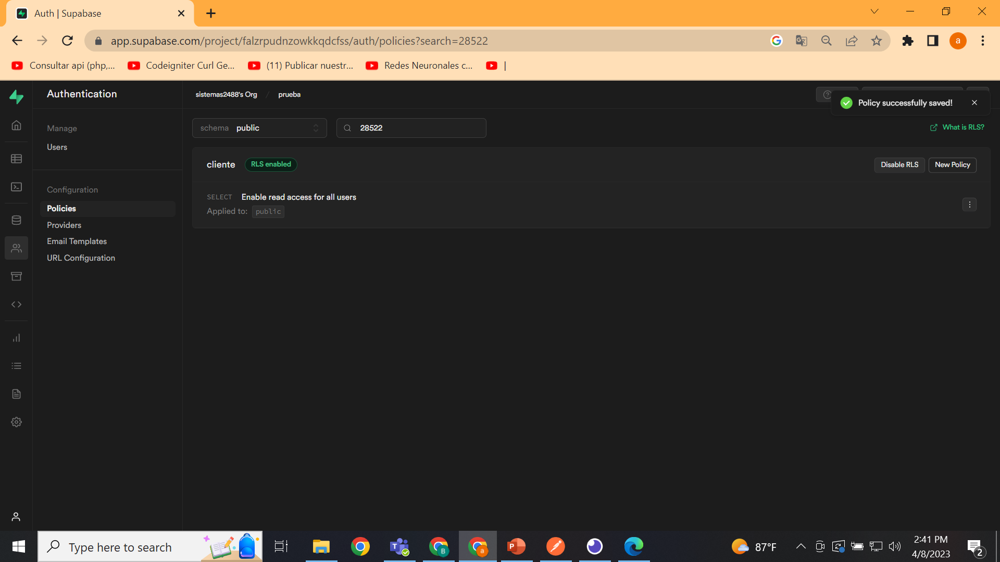 Auth | Supabase
app.supabase.com/project/falzrpudnzowkkqdcfss/auth/policies?search=28522
a
Consultar api (php,...
Codeigniter Curl Ge...
(11) Publicar nuestr...
Redes Neuronales c...
|
Authentication
sistemas2488's Org / prueba
Policy successfully saved!
Manage
Users
schema public
28522
What is RLS?
cliente
RLS enabled
Disable RLS
New Policy
SELECT Enable read access for all users
Applied to: public
Configuration
Policies
Providers
Email Templates
URL Configuration
Type here to search
T
B
a
P
87°F
2:41 PM
4/8/2023
2